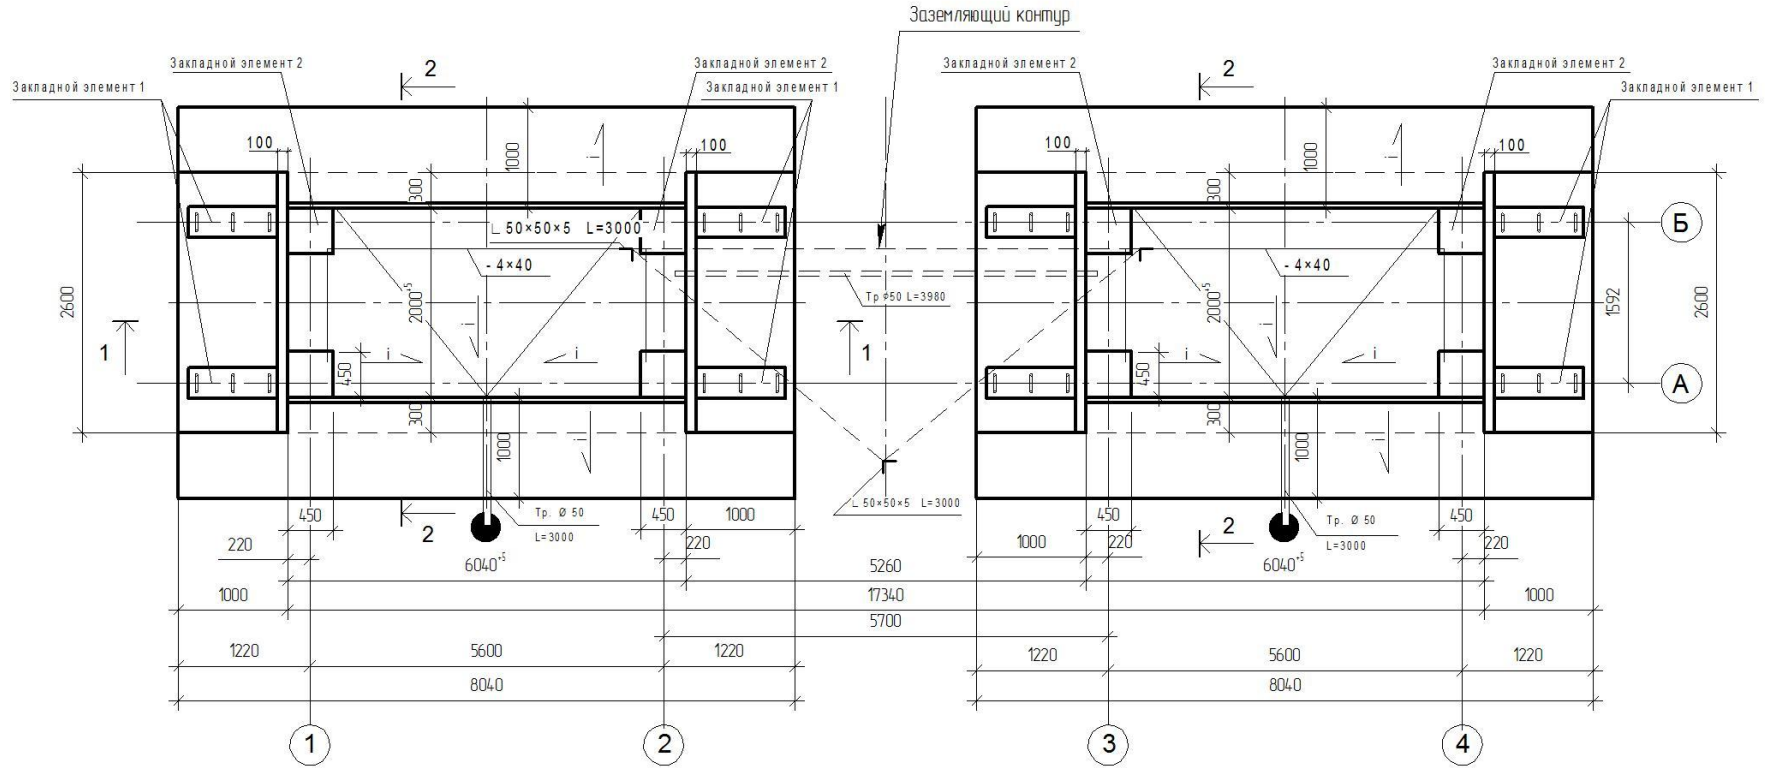 Заземляющий контур
Закладной элемент 2
2
Закладной элемент 2
Закладной элемент 2
2
Закладной элемент 2
Закладной элемент 1
Закладной элемент 1
Закладной элемент 1
100
1000
i
100
100
1000
i
100
300
300
∟ 50×50×5 L=3000
Б
- 4×40
- 4×40
Тр φ50 L=3980
2600
2000⁺⁵
2000⁺⁵
1592
2600
i
i
1
1
i
i
i
i
450
450
А
300
300
1000
1000
i
i
∟ 50×50×5 L=3000
450
2
Тр. Ø 50
L=3000
450
1000
450
2
Тр. Ø 50
L=3000
450
220
220
1000
220
220
6040⁺⁵
5260
6040⁺⁵
1000
17340
1000
5700
1220
5600
1220
1220
5600
1220
8040
8040
1
2
3
4